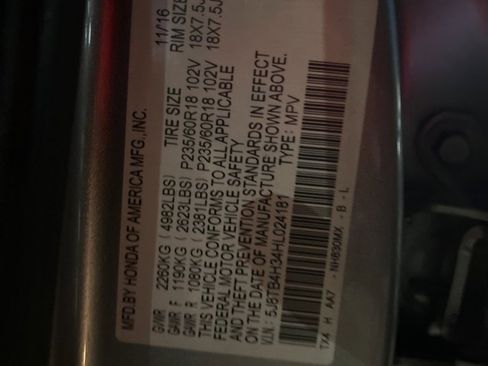 MFD.BY HONDA OF AMERICA MFG.,INC. 11/16
TIRE SIZE RIM SIZE
GVWR 2260KG ( 4982LBS)
GAWR F 1190KG ( 2623LBS) P235/60R18 102V 18X7.5J
GAWR R 1080KG ( 2381LBS) P235/60R18 102V 18X7.5J
THIS VEHICLE CONFORMS TO ALL APPLICABLE
FEDERAL MOTOR VEHICLE SAFETY
AND THEFT PREVENTION STANDARDS IN EFFECT
ON THE DATE OF MANUFACTURE SHOWN ABOVE.
V.I.N.: 5J8TB4H34HL024181 TYPE: MPV
TX4 H AA7 -NH830MX -B -L